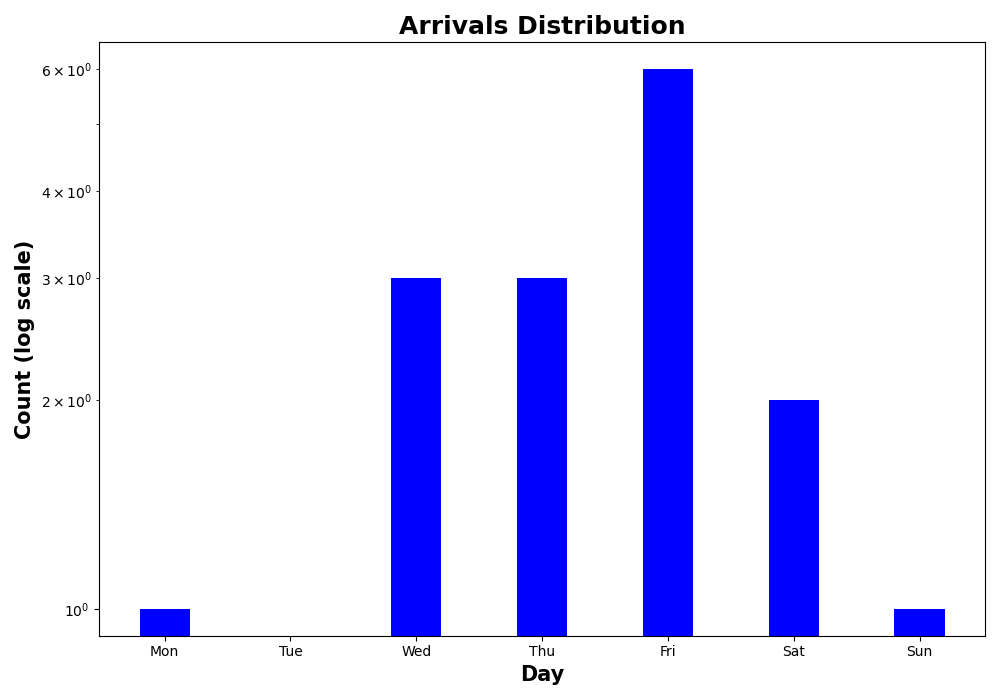 Arrivals Distribution
6 × 10⁰
4 × 10⁰
3 × 10⁰
2 × 10⁰
10⁰
Count (log scale)
Mon Tue Wed Thu Fri Sat Sun
Day